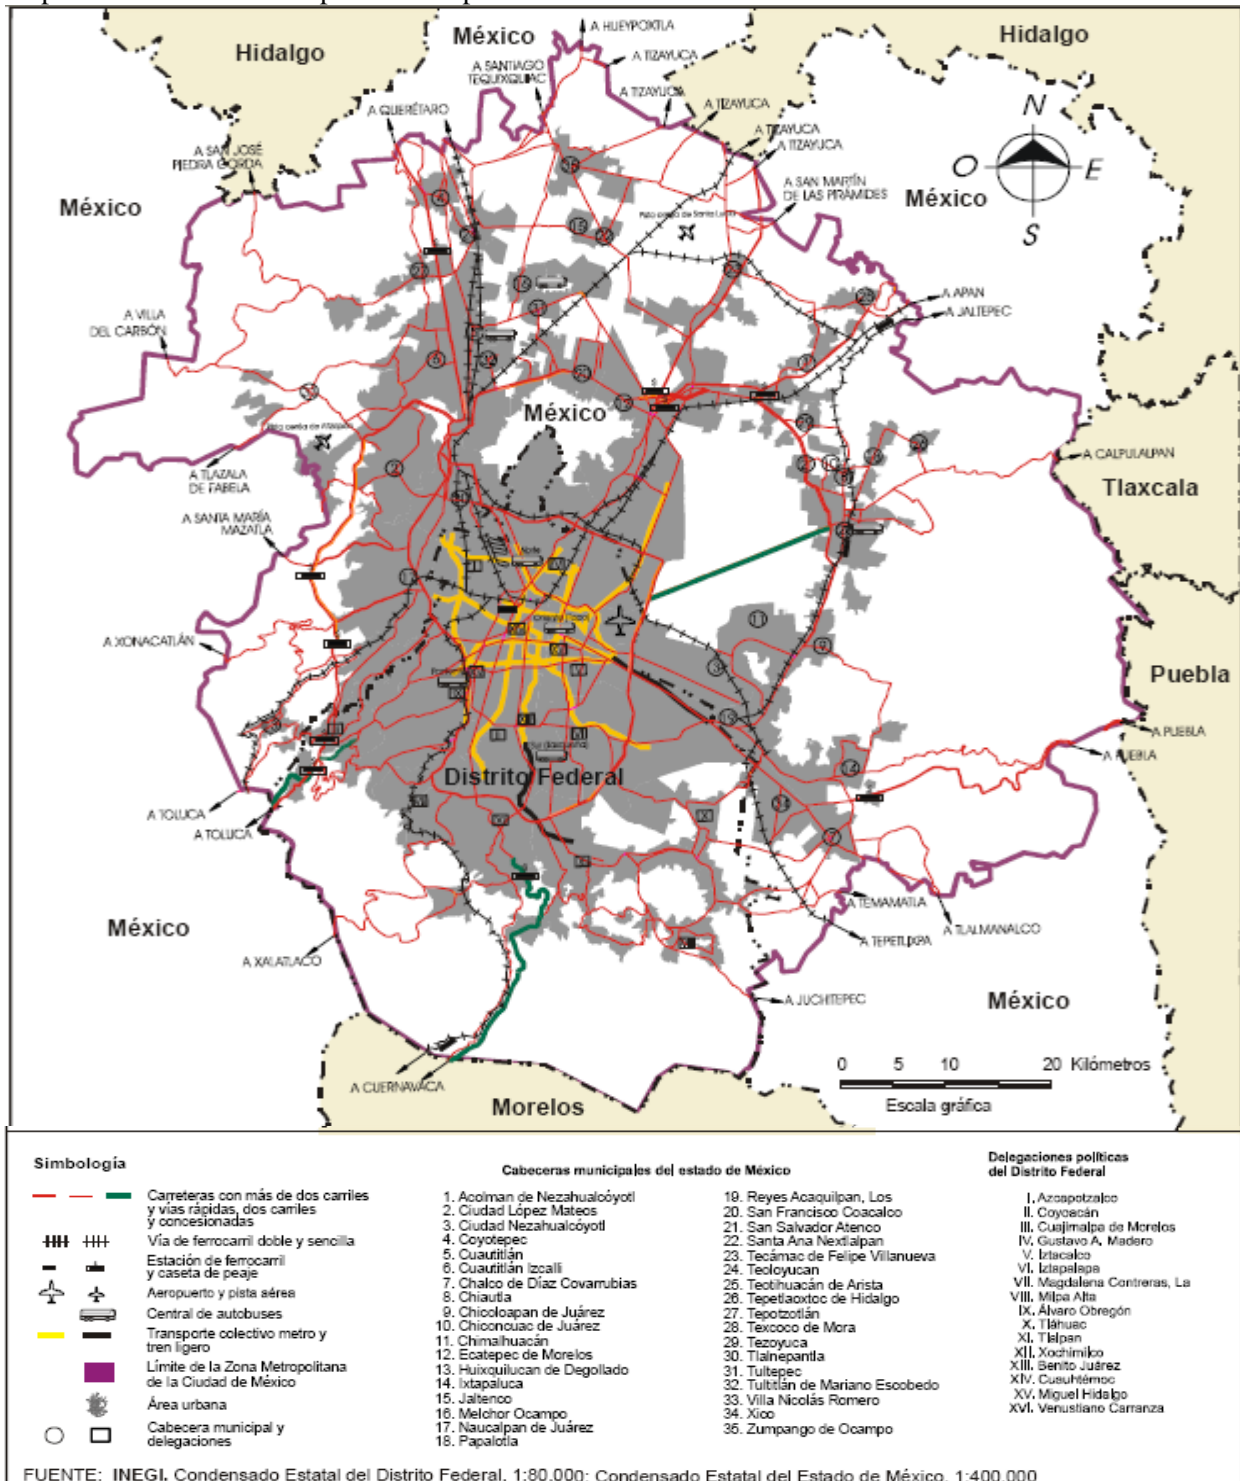 México
A HUEYPOXTLA
Hidalgo
Hidalgo
A TIZAYUCA
A SANTIAGO
TEQUIXQUIAC
A TIZAYUCA
A TIZAYUCA
A QUERÉTARO
A TIZAYUCA
A TIZAYUCA
N
O
E
S
A SAN JOSÉ
PIEDRA GORDA
A SAN MARTÍN
DE LAS PIRÁMIDES
México
México
A VILLA
DEL CARBÓN
A APAN
A JALTEPEC
México
A TLAZALA
DE FABELA
A CALPULALPAN
Tlaxcala
A SANTA MARÍA
MAZATLA
A XONACATLÁN
Puebla
A PUEBLA
A PUEBLA
Distrito Federal
A TOLUCA
A TOLUCA
A TEMAMATLA
A TLALMANALCO
A TEPETLIXPA
México
A XALATLACO
A JUCHITEPEC
México
0 5 10 20 Kilómetros
Escala gráfica
A CUERNAVACA
Morelos
Simbología
Carreteras con más de dos carriles
y vías rápidas, dos carriles
y concesionadas
Vía de ferrocarril doble y sencilla
Estación de ferrocarril
y caseta de peaje
Aeropuerto y pista aérea
Central de autobuses
Transporte colectivo metro y
tren ligero
Límite de la Zona Metropolitana
de la Ciudad de México
Área urbana
Cabecera municipal y
delegaciones
Cabeceras municipales del estado de México
1. Acolman de Nezahualcóyotl
2. Ciudad López Mateos
3. Ciudad Nezahualcóyotl
4. Coyotepec
5. Cuautitlán
6. Cuautitlán Izcalli
7. Chalco de Díaz Covarrubias
8. Chiautla
9. Chicoloapan de Juárez
10. Chiconcuac de Juárez
11. Chimalhuacán
12. Ecatepec de Morelos
13. Huixquilucan de Degollado
14. Ixtapaluca
15. Jaltenco
16. Melchor Ocampo
17. Naucalpan de Juárez
18. Papalotla
19. Reyes Acaquilpan, Los
20. San Francisco Coacalco
21. San Salvador Atenco
22. Santa Ana Nextlalpan
23. Tecámac de Felipe Villanueva
24. Teoloyucan
25. Teotihuacán de Arista
26. Tepetlaoxtoc de Hidalgo
27. Tepotzotlán
28. Texcoco de Mora
29. Tezoyuca
30. Tlalnepantla
31. Tultepec
32. Tultitlán de Mariano Escobedo
33. Villa Nicolás Romero
34. Xico
35. Zumpango de Ocampo
Delegaciones políticas
del Distrito Federal
I. Azcapotzalco
II. Coyoacán
III. Cuajimalpa de Morelos
IV. Gustavo A. Madero
V. Iztacalco
VI. Iztapalapa
VII. Magdalena Contreras, La
VIII. Milpa Alta
IX. Álvaro Obregón
X. Tláhuac
XI. Tlalpan
XII. Xochimilco
XIII. Benito Juárez
XIV. Cuauhtémoc
XV. Miguel Hidalgo
XVI. Venustiano Carranza
FUENTE: INEGI. Condensado Estatal del Distrito Federal, 1:80,000; Condensado Estatal del Estado de México, 1:400,000